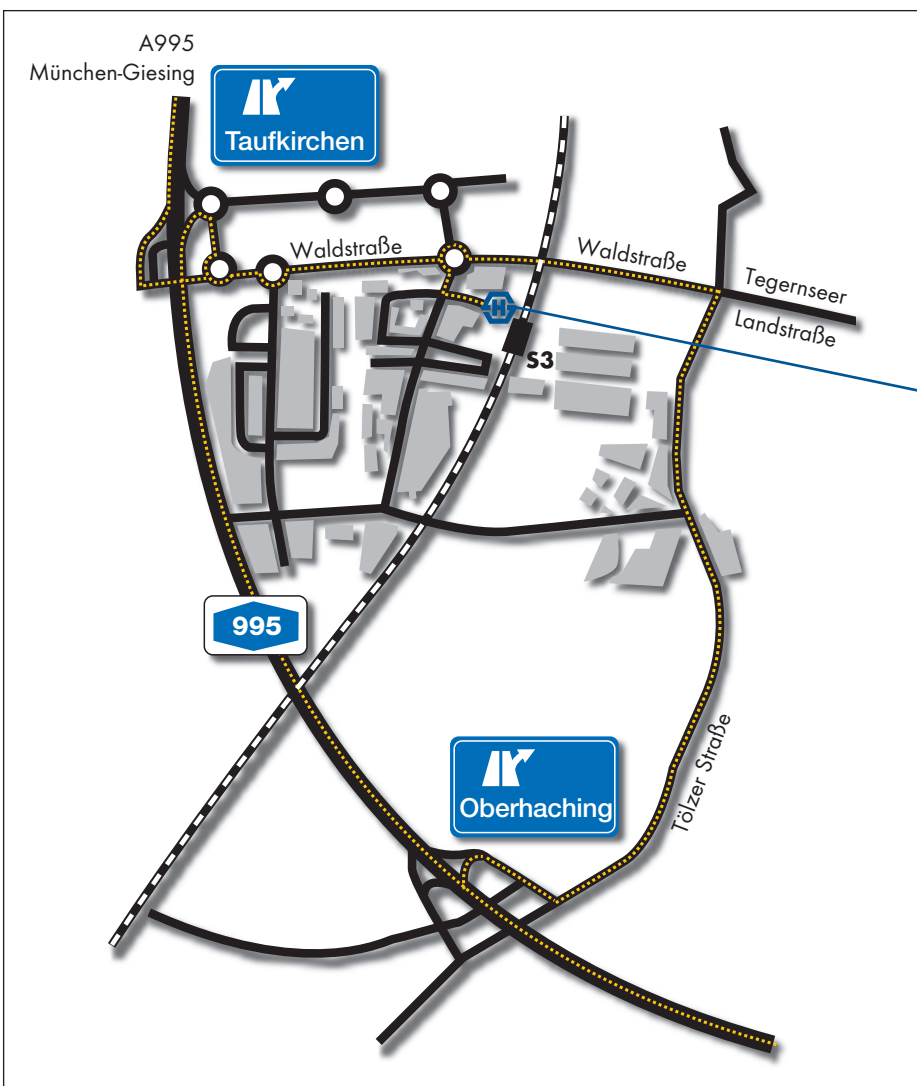 A995
München-Giesing
Taufkirchen
Waldstraße
Waldstraße
Tegernseer
Landstraße
H
S3
995
Oberhaching
Tölzer Straße